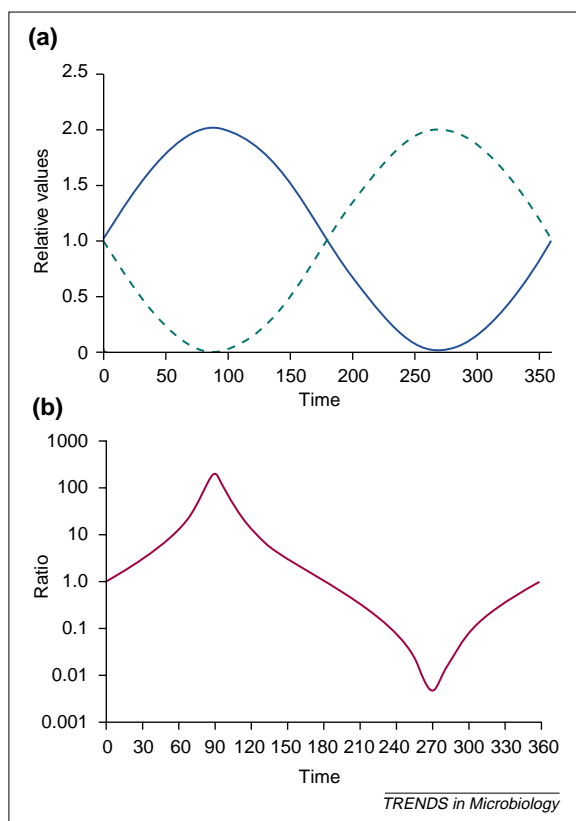 (a)
2.5
2.0
1.5
1.0
0.5
0
Relative values
0 50 100 150 200 250 300 350
Time
(b)
1000
100
10
1.0
0.1
0.01
0.001
Ratio
0 30 60 90 120 150 180 210 240 270 300 330 360
Time
TRENDS in Microbiology